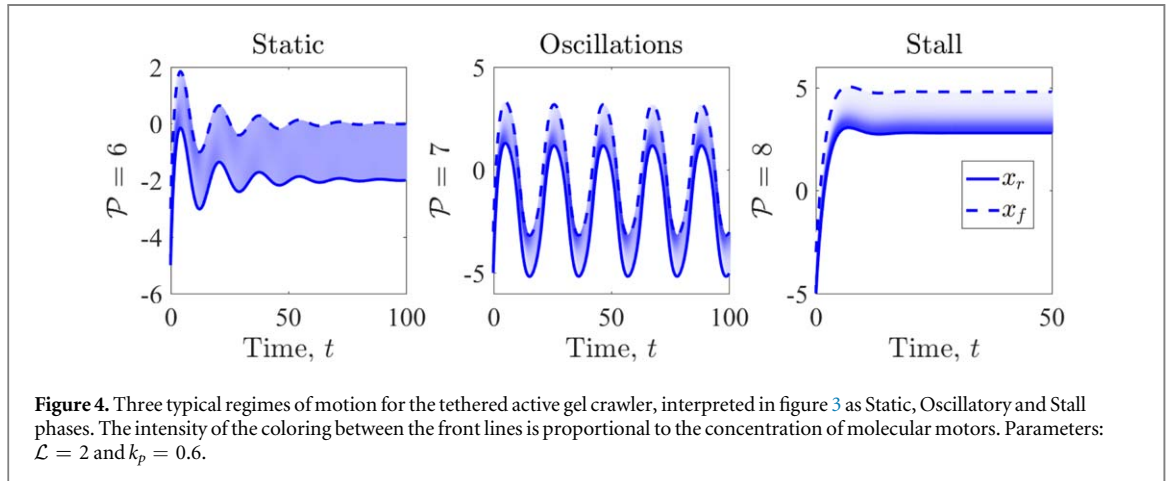 Static
Oscillations
Stall
𝒫 = 6
2
0
-2
-4
-6
0
50
100
Time, t
𝒫 = 7
5
0
-5
0
50
100
Time, t
𝒫 = 8
5
0
-5
0
50
Time, t
x_r
x_f
Figure 4. Three typical regimes of motion for the tethered active gel crawler, interpreted in figure 3 as Static, Oscillatory and Stall
phases. The intensity of the coloring between the front lines is proportional to the concentration of molecular motors. Parameters:
ℒ = 2 and k_p = 0.6.